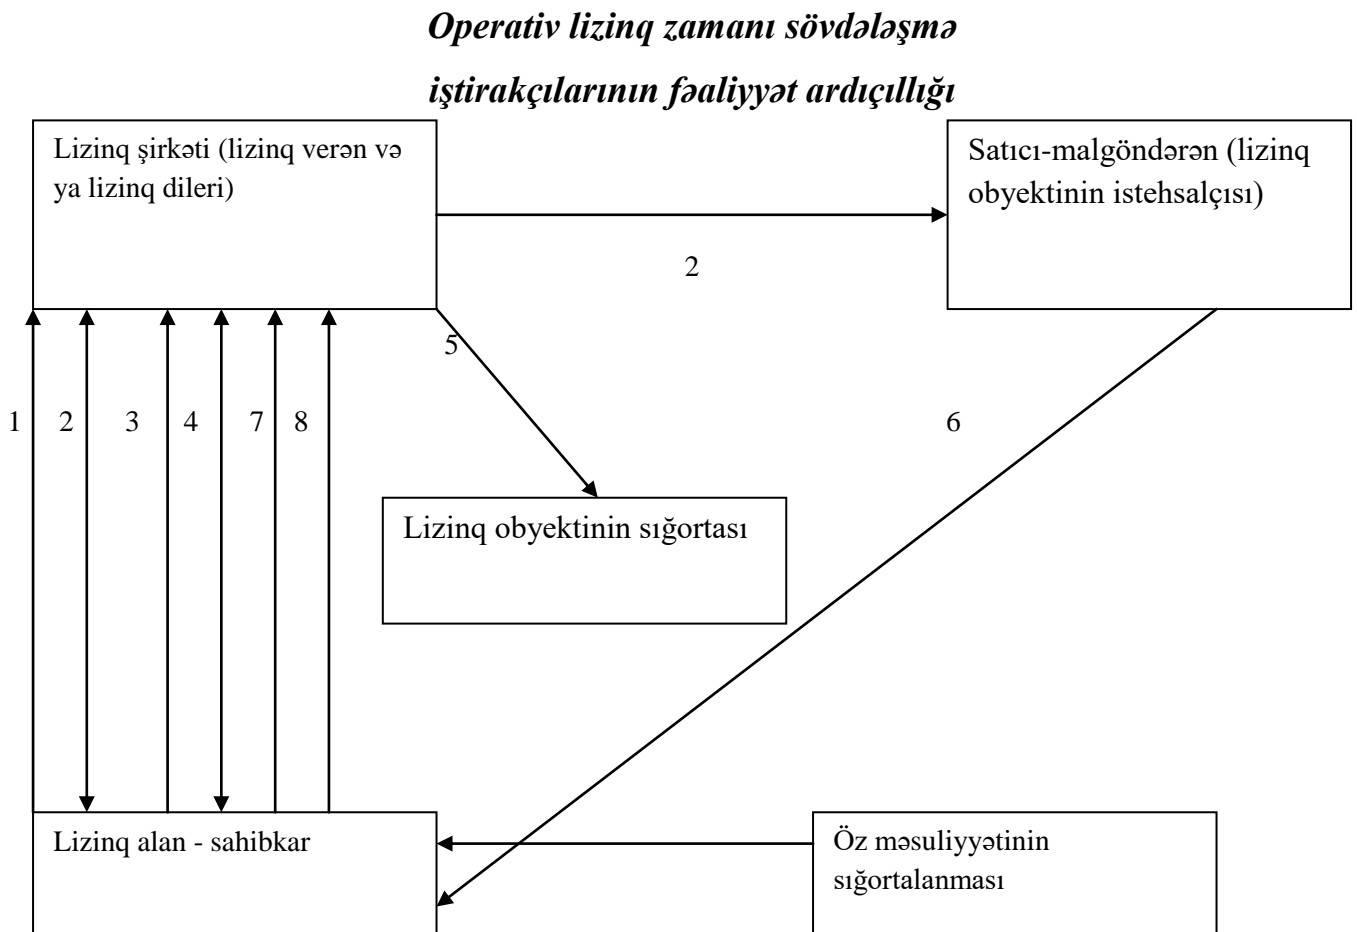 Operativ lizinq zamanı sövdələşmə
iştirakçılarının fəaliyyət ardıçıllığı
Lizinq şirkəti (lizinq verən və
ya lizinq dileri)
Satıcı-malgöndərən (lizinq
obyektinin istehsalçısı)
2
5
1 2 3 4 7 8
6
Lizinq obyektinin sığortası
Lizinq alan - sahibkar
Öz məsuliyyətinin
sığortalanması